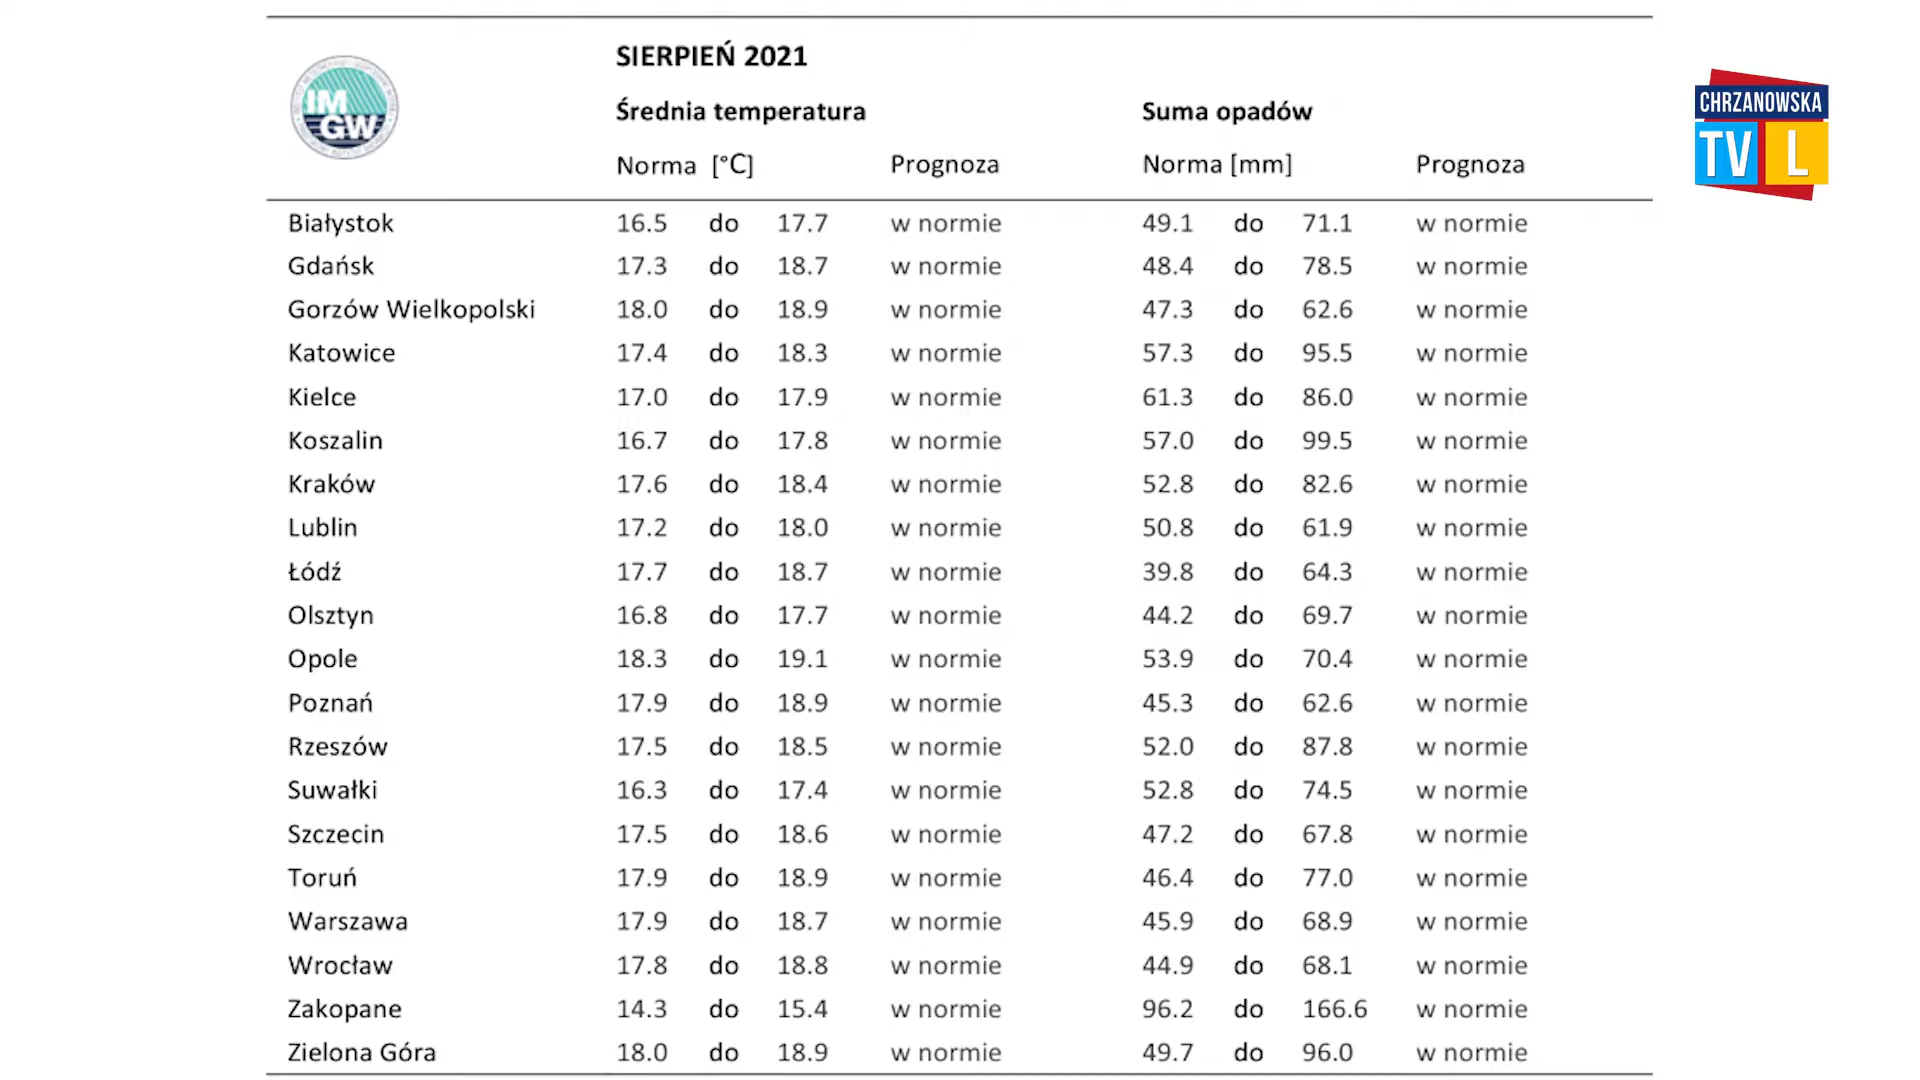 SIERPIEŃ 2021
IM
GW
Średnia temperatura Suma opadów
Norma [°C] Prognoza Norma [mm] Prognoza
CHRZANOWSKA
TV L
Białystok 16.5 do 17.7 w normie 49.1 do 71.1 w normie
Gdańsk 17.3 do 18.7 w normie 48.4 do 78.5 w normie
Gorzów Wielkopolski 18.0 do 18.9 w normie 47.3 do 62.6 w normie
Katowice 17.4 do 18.3 w normie 57.3 do 95.5 w normie
Kielce 17.0 do 17.9 w normie 61.3 do 86.0 w normie
Koszalin 16.7 do 17.8 w normie 57.0 do 99.5 w normie
Kraków 17.6 do 18.4 w normie 52.8 do 82.6 w normie
Lublin 17.2 do 18.0 w normie 50.8 do 61.9 w normie
Łódź 17.7 do 18.7 w normie 39.8 do 64.3 w normie
Olsztyn 16.8 do 17.7 w normie 44.2 do 69.7 w normie
Opole 18.3 do 19.1 w normie 53.9 do 70.4 w normie
Poznań 17.9 do 18.9 w normie 45.3 do 62.6 w normie
Rzeszów 17.5 do 18.5 w normie 52.0 do 87.8 w normie
Suwałki 16.3 do 17.4 w normie 52.8 do 74.5 w normie
Szczecin 17.5 do 18.6 w normie 47.2 do 67.8 w normie
Toruń 17.9 do 18.9 w normie 46.4 do 77.0 w normie
Warszawa 17.9 do 18.7 w normie 45.9 do 68.9 w normie
Wrocław 17.8 do 18.8 w normie 44.9 do 68.1 w normie
Zakopane 14.3 do 15.4 w normie 96.2 do 166.6 w normie
Zielona Góra 18.0 do 18.9 w normie 49.7 do 96.0 w normie